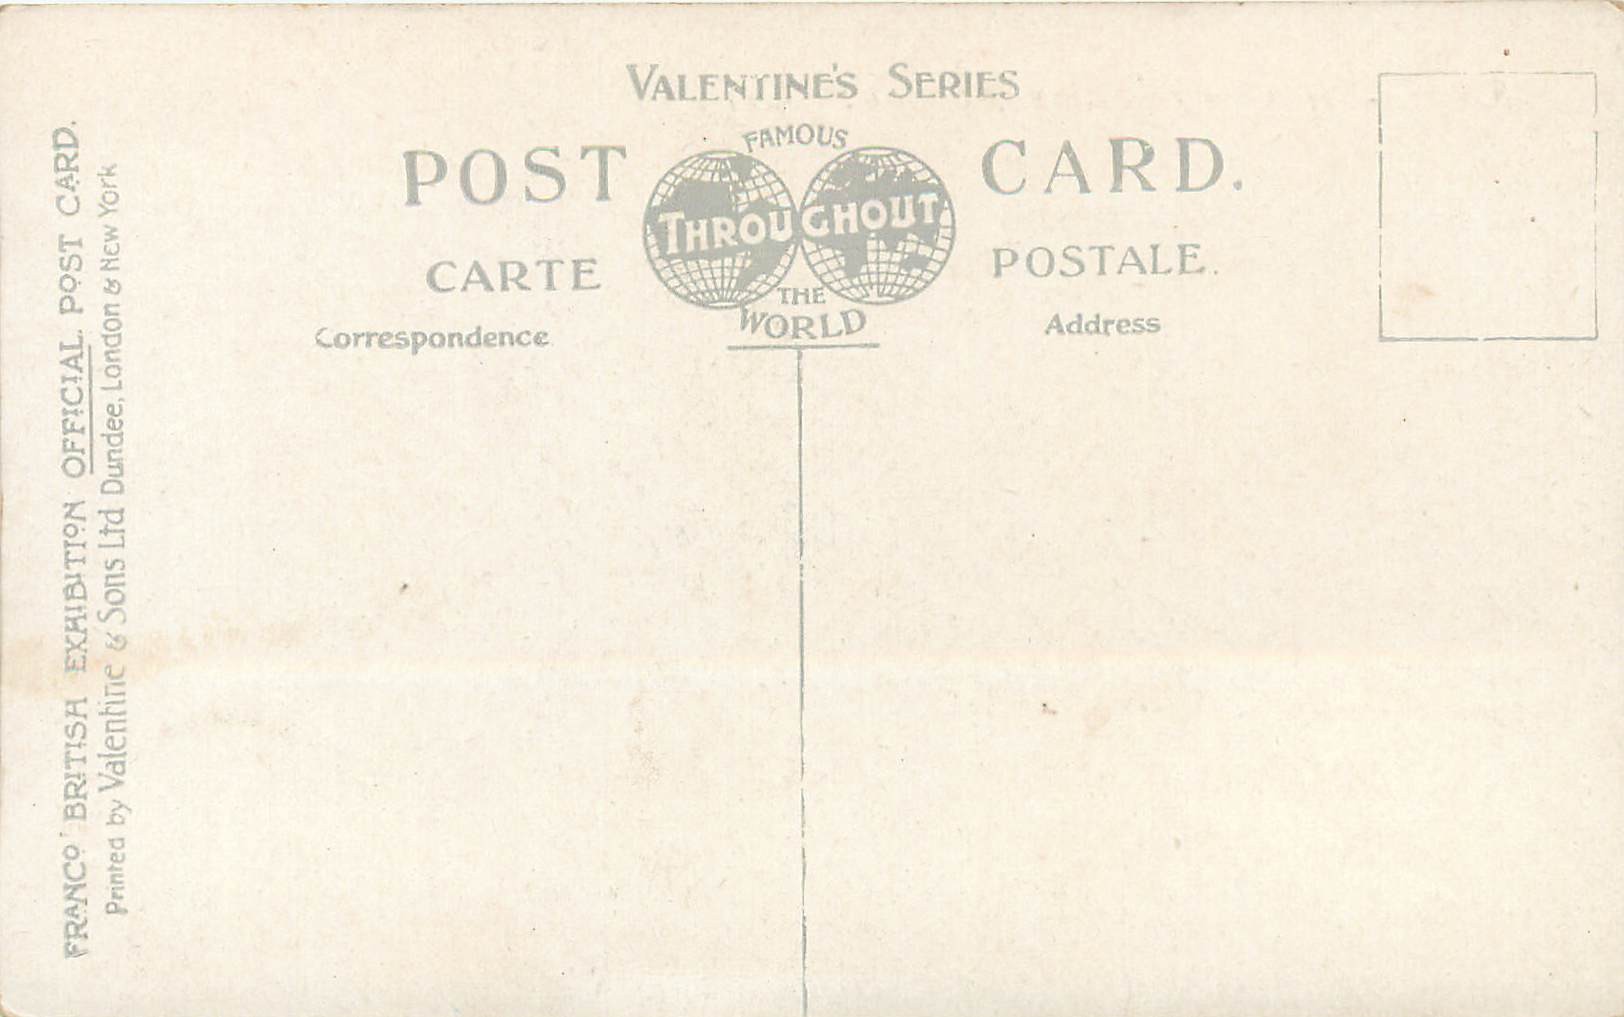 VALENTINE'S SERIES
POST CARD.
FAMOUS
THROUGHOUT
THE
WORLD
CARTE POSTALE.
Correspondence
Address
FRANCO BRITISH EXHIBITION OFFICIAL POST CARD.
Printed by Valentine & Sons Ltd Dundee, London & New York